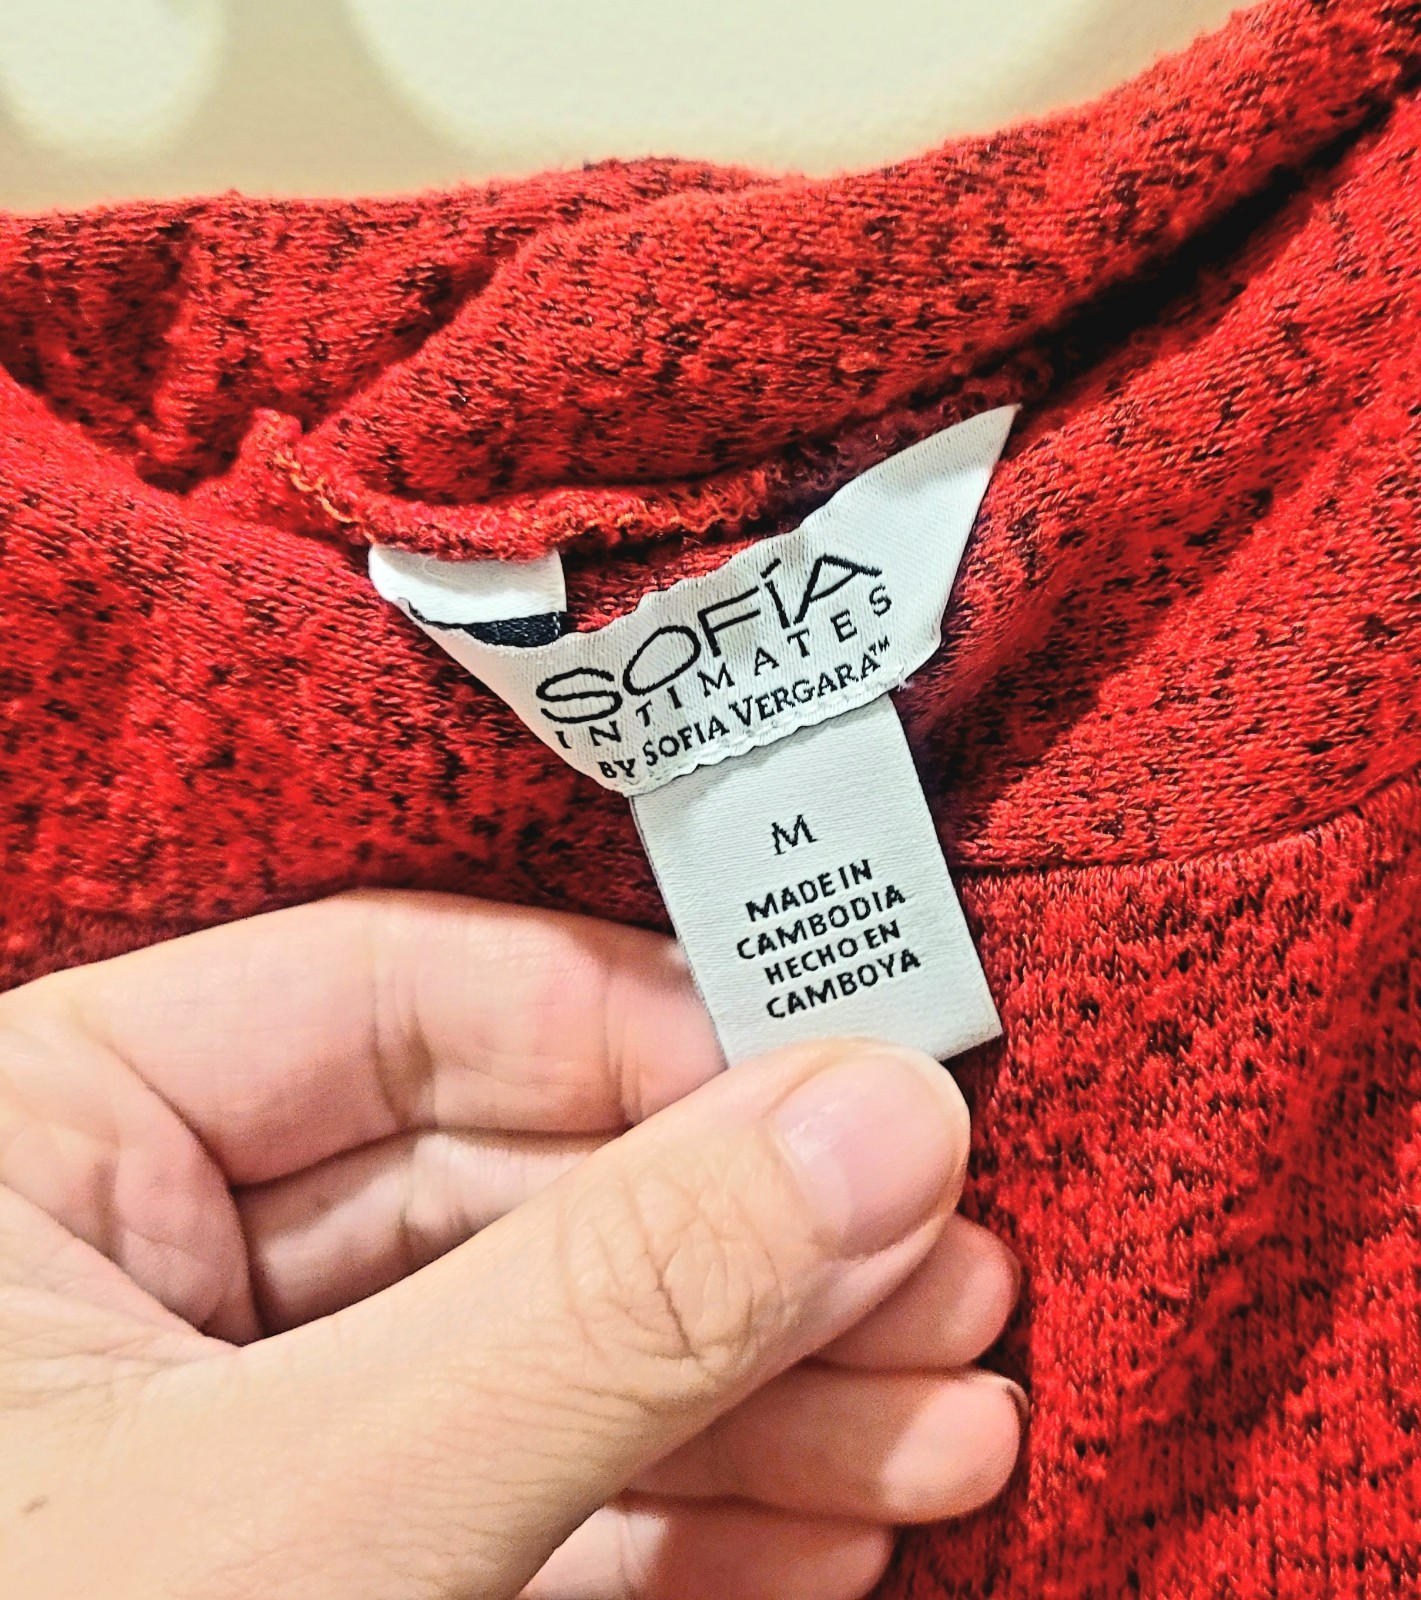 SOFÍA
INTIMATES
BY SOFIA VERGARA™
M
MADE IN
CAMBODIA
HECHO EN
CAMBOYA